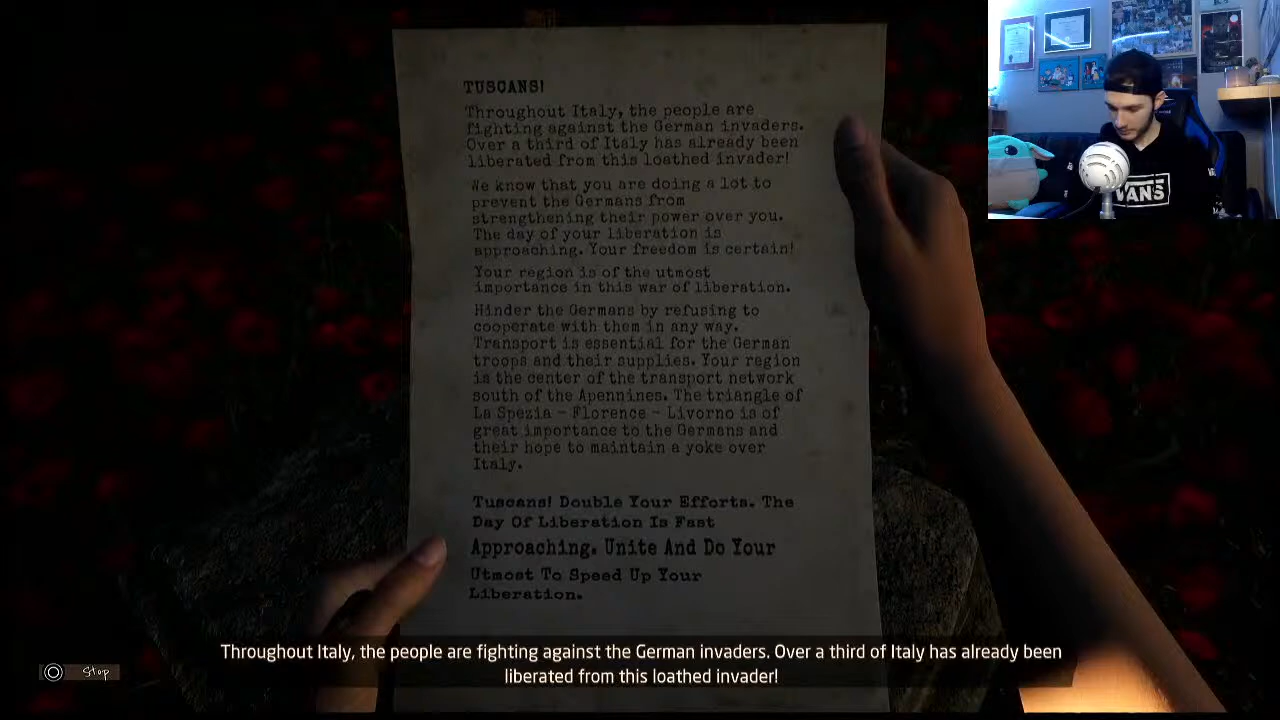 TUSCANS!
Throughout Italy, the people are
fighting against the German invaders.
Over a third of Italy has already been
liberated from this loathed invader!
We know that you are doing a lot to
prevent the Germans from
strengthening their power over you.
The day of your liberation is
approaching. Your freedom is certain!
Your region is of the utmost
importance in this war of liberation.
Hinder the Germans by refusing to
cooperate with them in any way.
Transport is essential for the German
troops and their supplies. Your region
is the center of the transport network
south of the Apennines. The triangle of
La Spezia - Florence - Livorno is of
great importance to the Germans and
their hope to maintain a yoke over
Italy.
Tuscans! Double Your Efforts. The
Day Of Liberation Is Fast
Approaching. Unite And Do Your
Utmost To Speed Up Your
Liberation.
Throughout Italy, the people are fighting against the German invaders. Over a third of Italy has already been
liberated from this loathed invader!
Stop
VANS